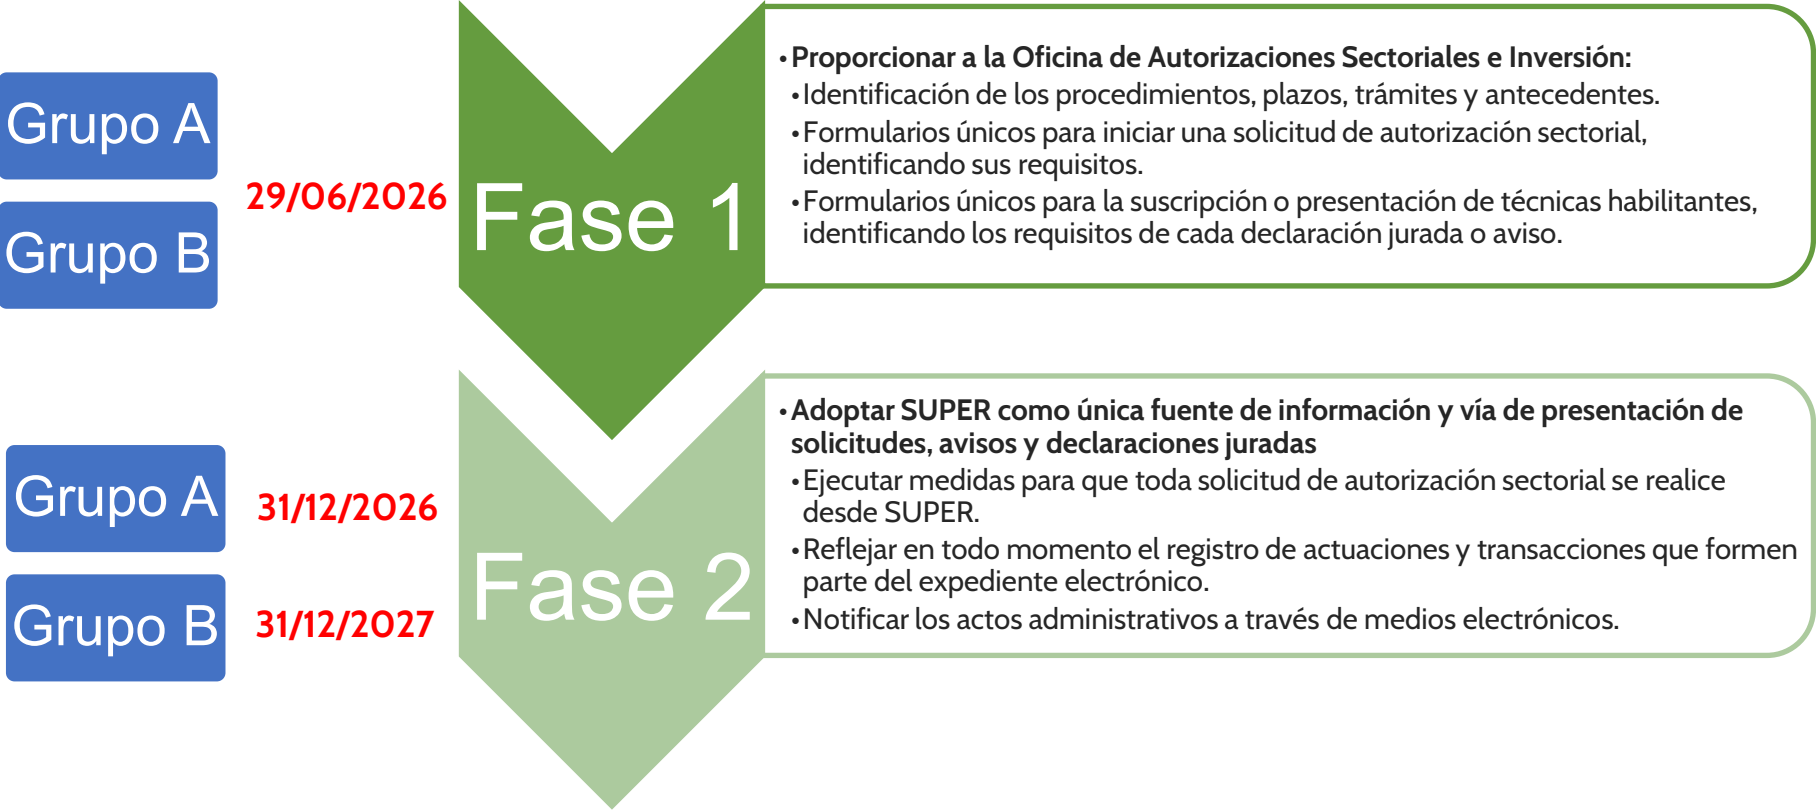 Grupo A
Grupo B
29/06/2026
Fase 1
•Proporcionar a la Oficina de Autorizaciones Sectoriales e Inversión:
•Identificación de los procedimientos, plazos, trámites y antecedentes.
•Formularios únicos para iniciar una solicitud de autorización sectorial,
identificando sus requisitos.
•Formularios únicos para la suscripción o presentación de técnicas habilitantes,
identificando los requisitos de cada declaración jurada o aviso.
Grupo A
31/12/2026
Grupo B
31/12/2027
Fase 2
•Adoptar SUPER como única fuente de información y vía de presentación de
solicitudes, avisos y declaraciones juradas
•Ejecutar medidas para que toda solicitud de autorización sectorial se realice
desde SUPER.
•Reflejar en todo momento el registro de actuaciones y transacciones que formen
parte del expediente electrónico.
•Notificar los actos administrativos a través de medios electrónicos.